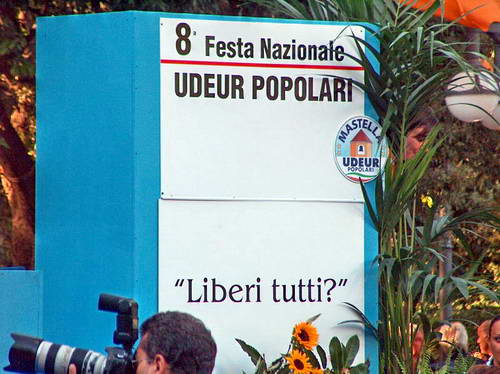 8ª Festa Nazionale
UDEUR POPOLARI
MASTELLA
UDEUR
POPOLARI
“Liberi tutti?”